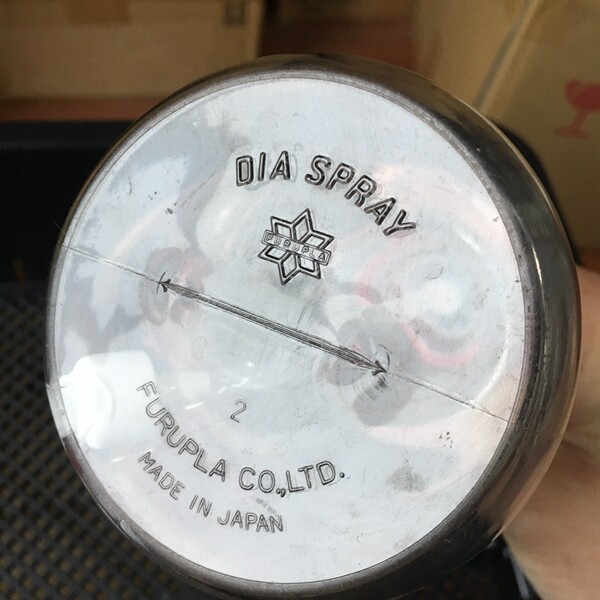 DIA SPRAY
FURUPLA
2
FURUPLA CO.,LTD.
MADE IN JAPAN